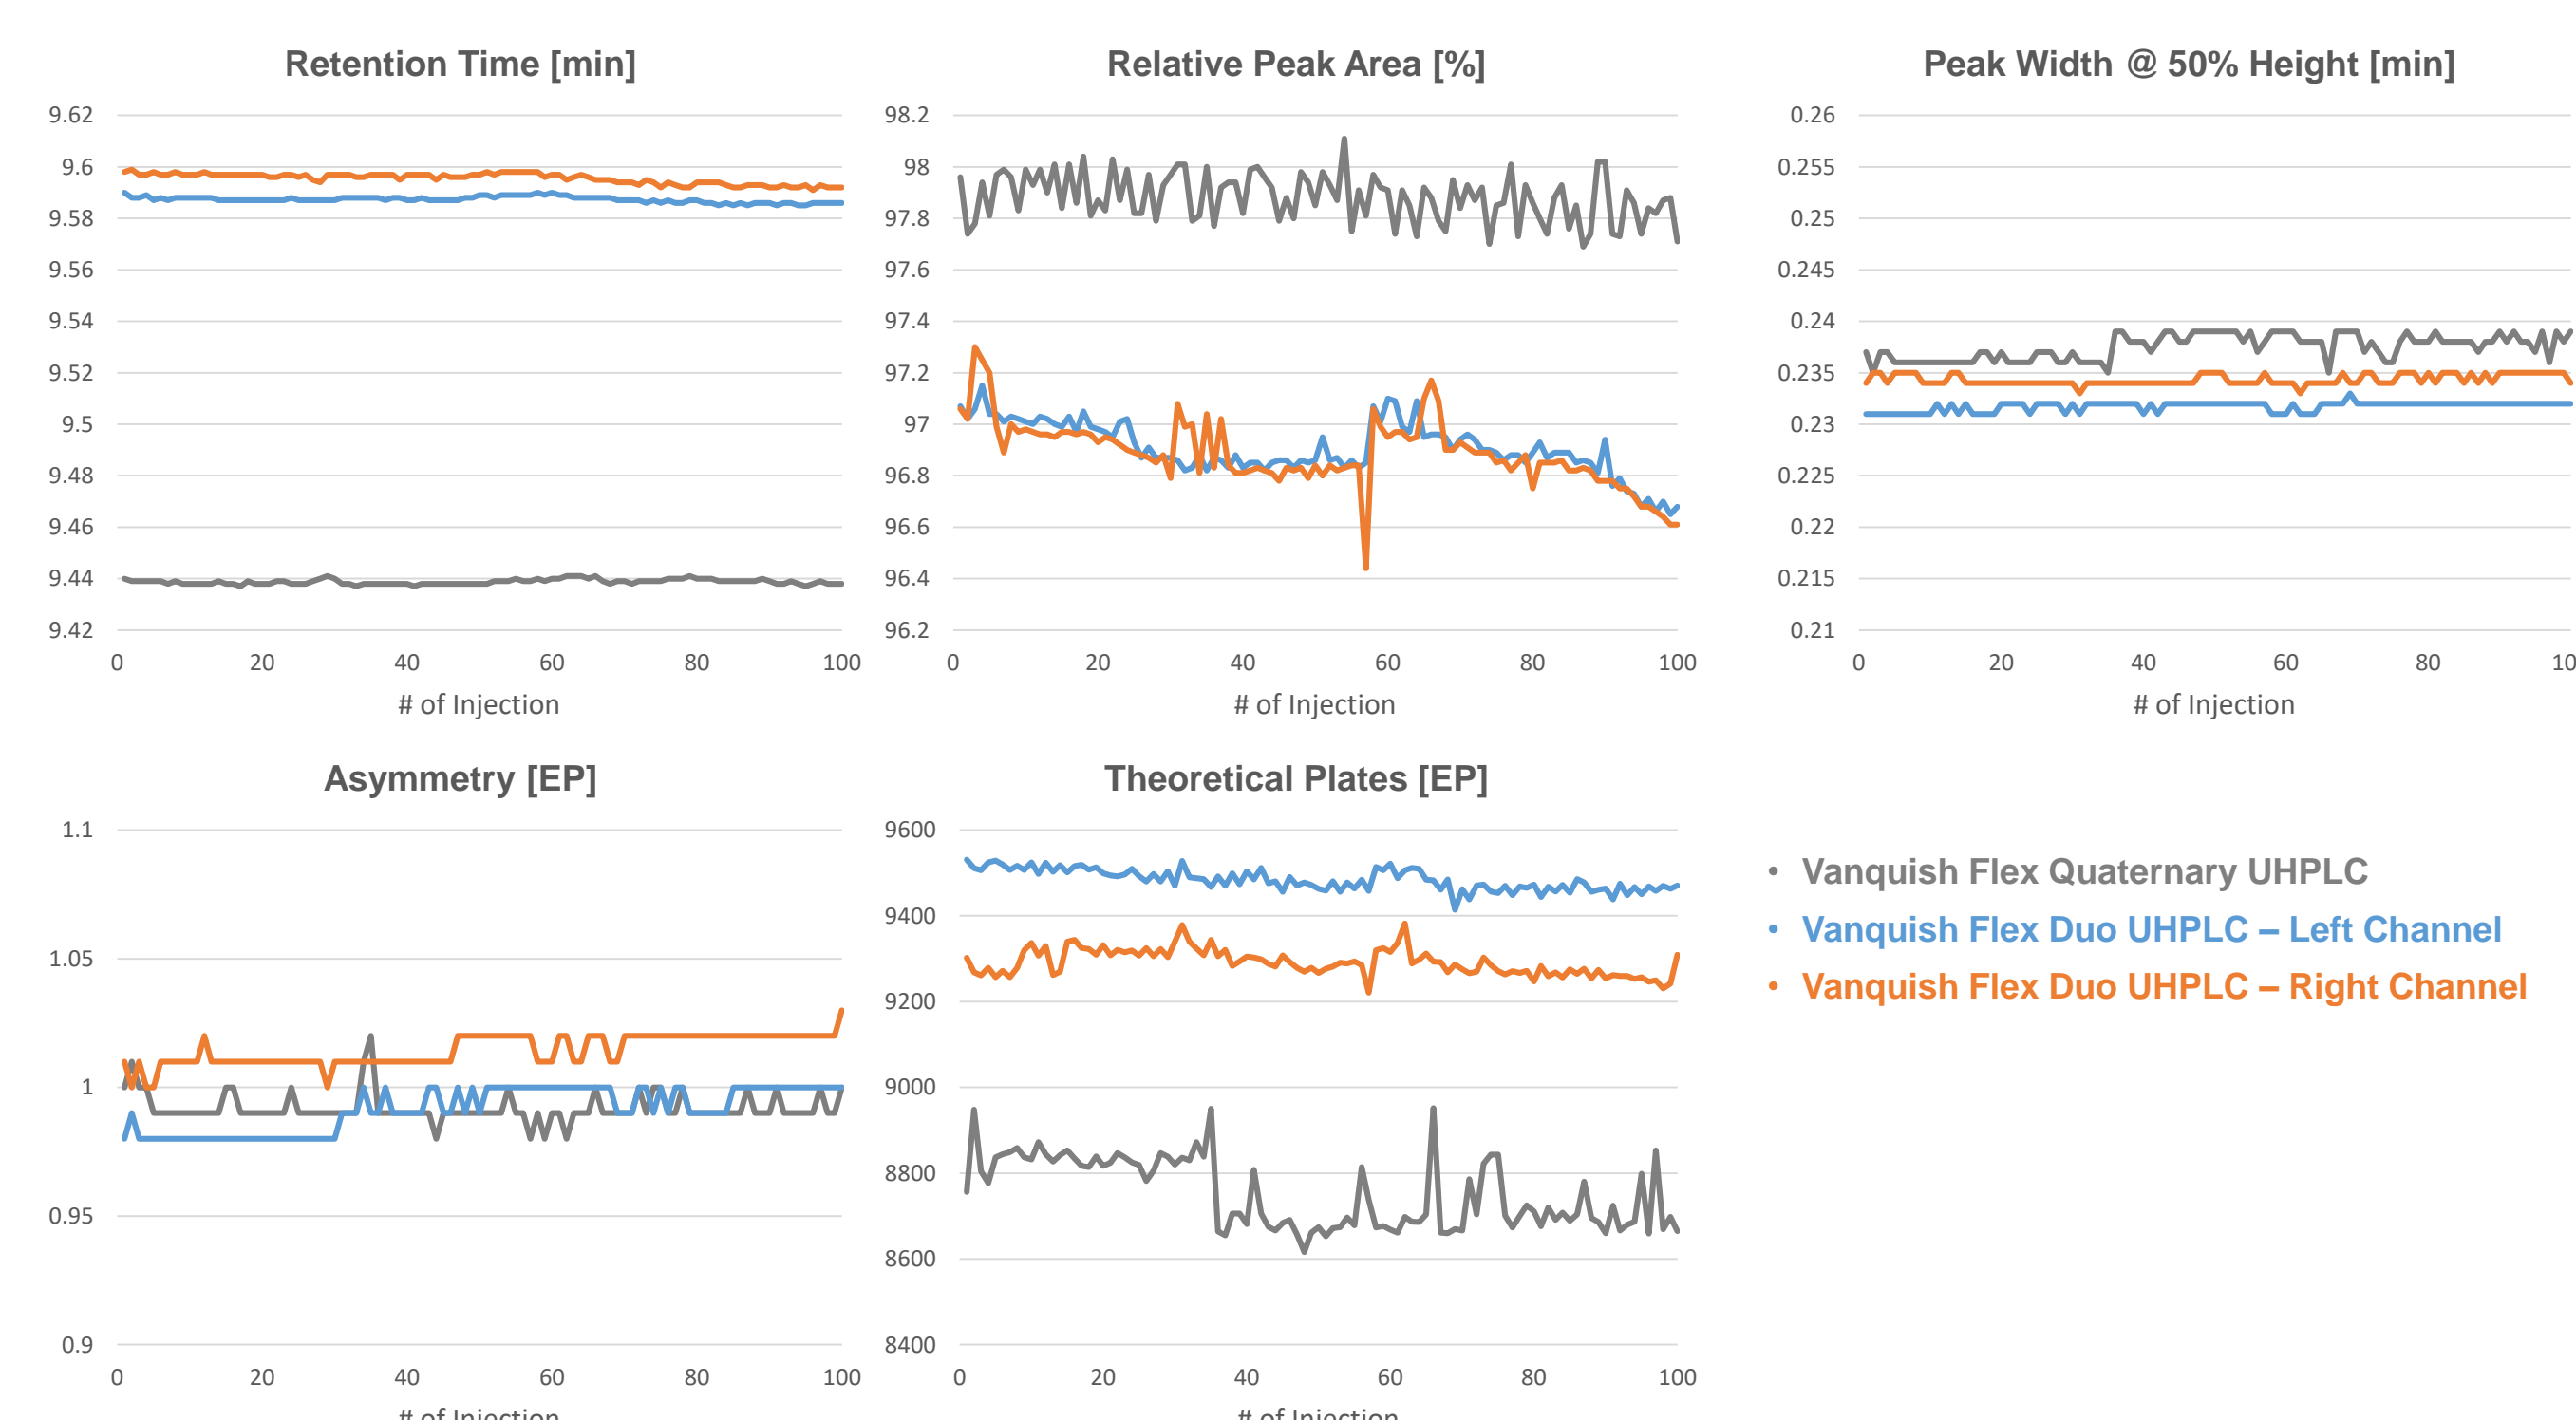 Retention Time [min]
9.62
9.6
9.58
9.56
9.54
9.52
9.5
9.48
9.46
9.44
9.42
0 20 40 60 80 100
# of Injection
Relative Peak Area [%]
98.2
98
97.8
97.6
97.4
97.2
97
96.8
96.6
96.4
96.2
0 20 40 60 80 100
# of Injection
Peak Width @ 50% Height [min]
0.26
0.255
0.25
0.245
0.24
0.235
0.23
0.225
0.22
0.215
0.21
0 20 40 60 80 10
# of Injection
Asymmetry [EP]
1.1
1.05
1
0.95
0.9
0 20 40 60 80 100
# of Injection
Theoretical Plates [EP]
9600
9400
9200
9000
8800
8600
8400
0 20 40 60 80 100
# of Injection
• Vanquish Flex Quaternary UHPLC
• Vanquish Flex Duo UHPLC – Left Channel
• Vanquish Flex Duo UHPLC – Right Channel